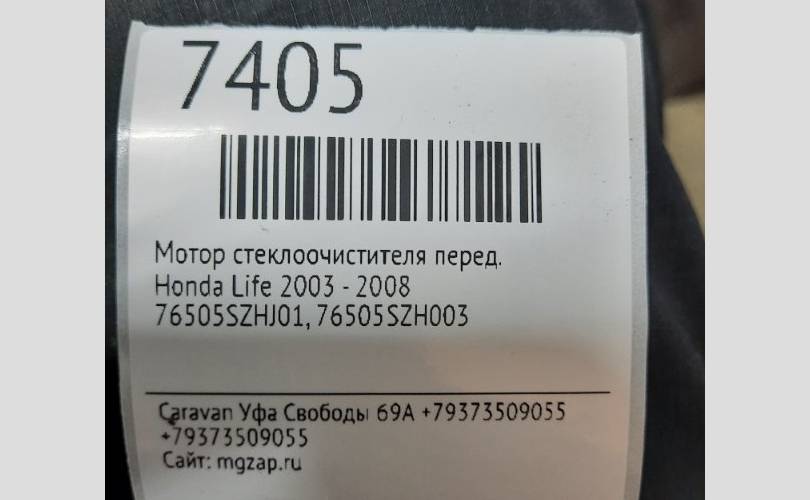 7405
Мотор стеклоочистителя перед.
Honda Life 2003 - 2008
76505SZHJ01, 76505SZH003
Caravan Уфа Свободы 69А +79373509055
+79373509055
Сайт: mgzap.ru